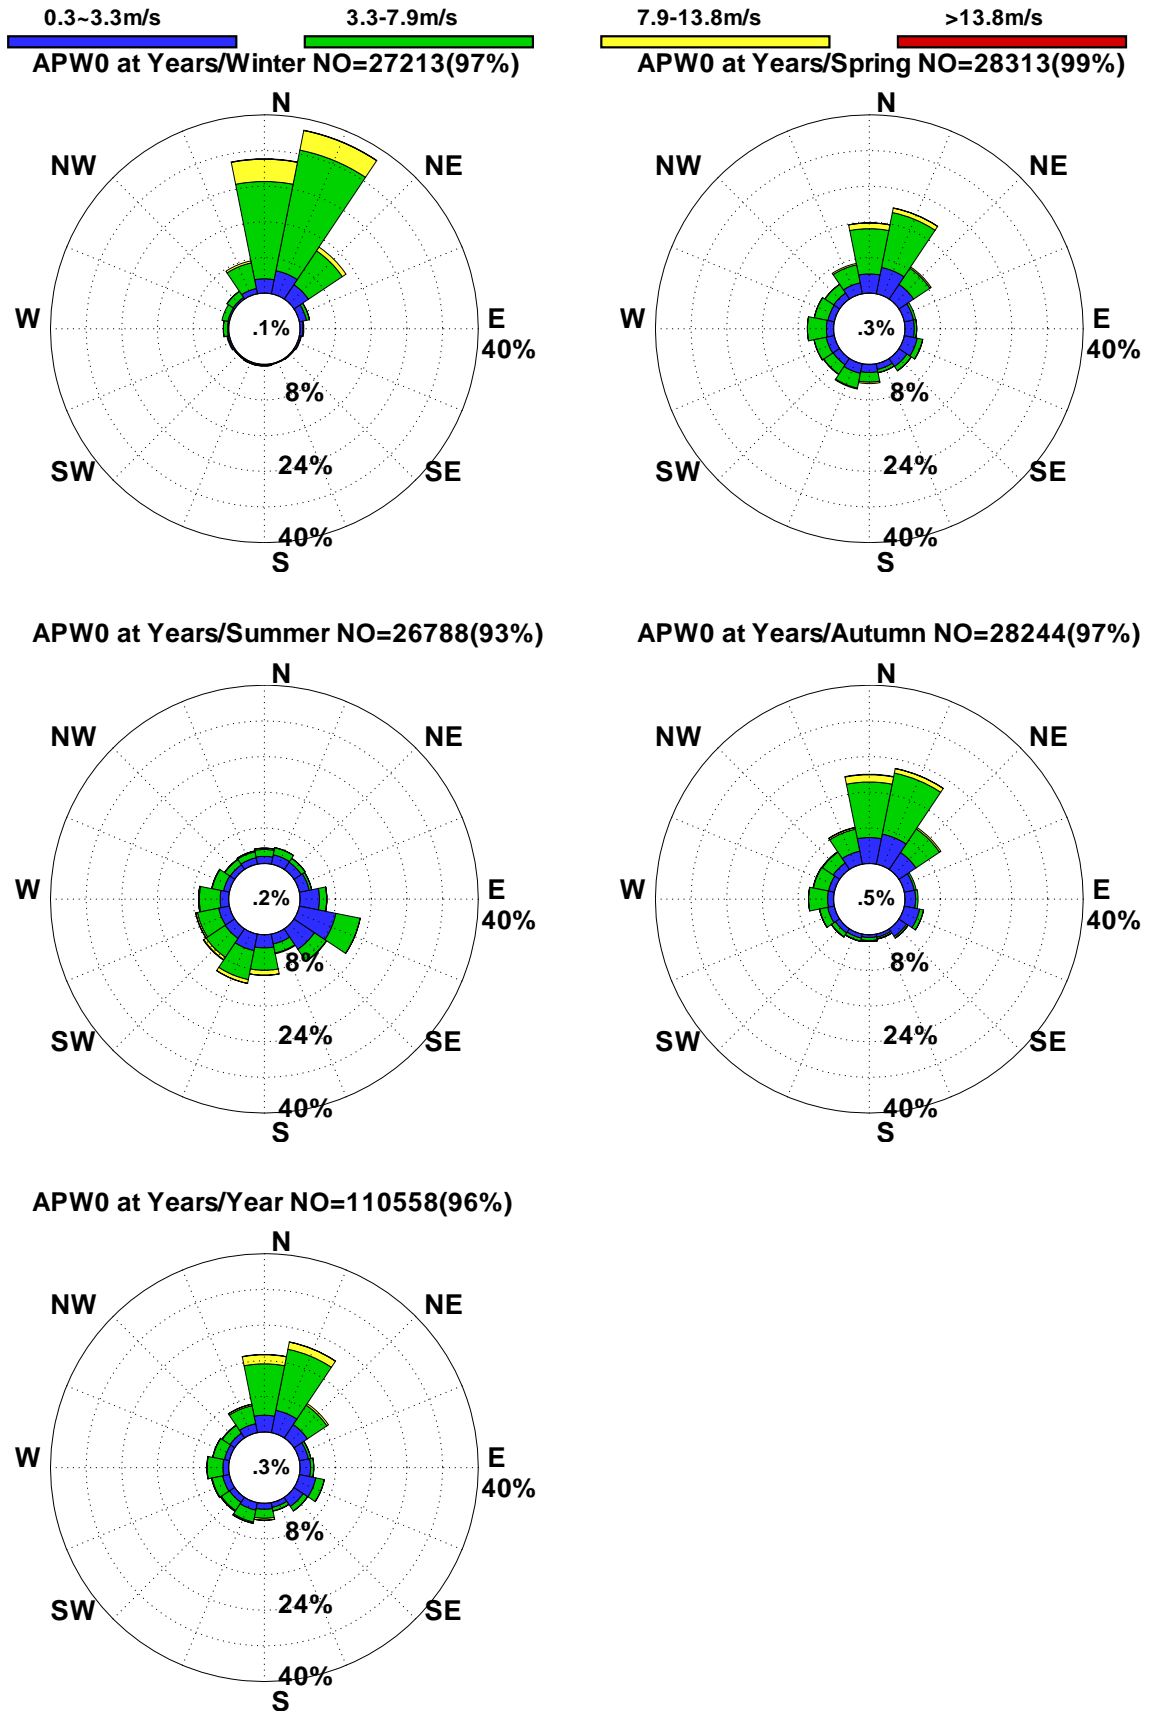 0.3~3.3m/s 3.3-7.9m/s 7.9-13.8m/s >13.8m/s
APW0 at Years/Winter NO=27213(97%)
N
NW NE
W .1% E
40%
8%
SW 24% SE
40%
S
APW0 at Years/Spring NO=28313(99%)
N
NW NE
W .3% E
40%
8%
SW 24% SE
40%
S
APW0 at Years/Summer NO=26788(93%)
N
NW NE
W .2% E
40%
8%
SW 24% SE
40%
S
APW0 at Years/Autumn NO=28244(97%)
N
NW NE
W .5% E
40%
8%
SW 24% SE
40%
S
APW0 at Years/Year NO=110558(96%)
N
NW NE
W .3% E
40%
8%
SW 24% SE
40%
S